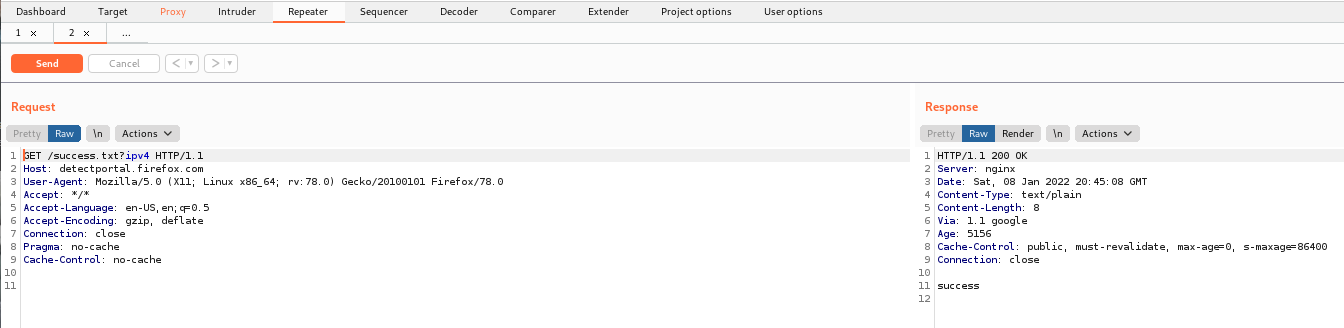 Dashboard Target Proxy Intruder Repeater Sequencer Decoder Comparer Extender Project options User options
1 × 2 × ...
Send Cancel < ▾ > ▾
Request
Pretty Raw \n Actions
1 GET /success.txt?ipv4 HTTP/1.1
2 Host: detectportal.firefox.com
3 User-Agent: Mozilla/5.0 (X11; Linux x86_64; rv:78.0) Gecko/20100101 Firefox/78.0
4 Accept: */*
5 Accept-Language: en-US,en;q=0.5
6 Accept-Encoding: gzip, deflate
7 Connection: close
8 Pragma: no-cache
9 Cache-Control: no-cache
10
11
Response
Pretty Raw Render \n Actions
1 HTTP/1.1 200 OK
2 Server: nginx
3 Date: Sat, 08 Jan 2022 20:45:08 GMT
4 Content-Type: text/plain
5 Content-Length: 8
6 Via: 1.1 google
7 Age: 5156
8 Cache-Control: public, must-revalidate, max-age=0, s-maxage=86400
9 Connection: close
10
11 success
12